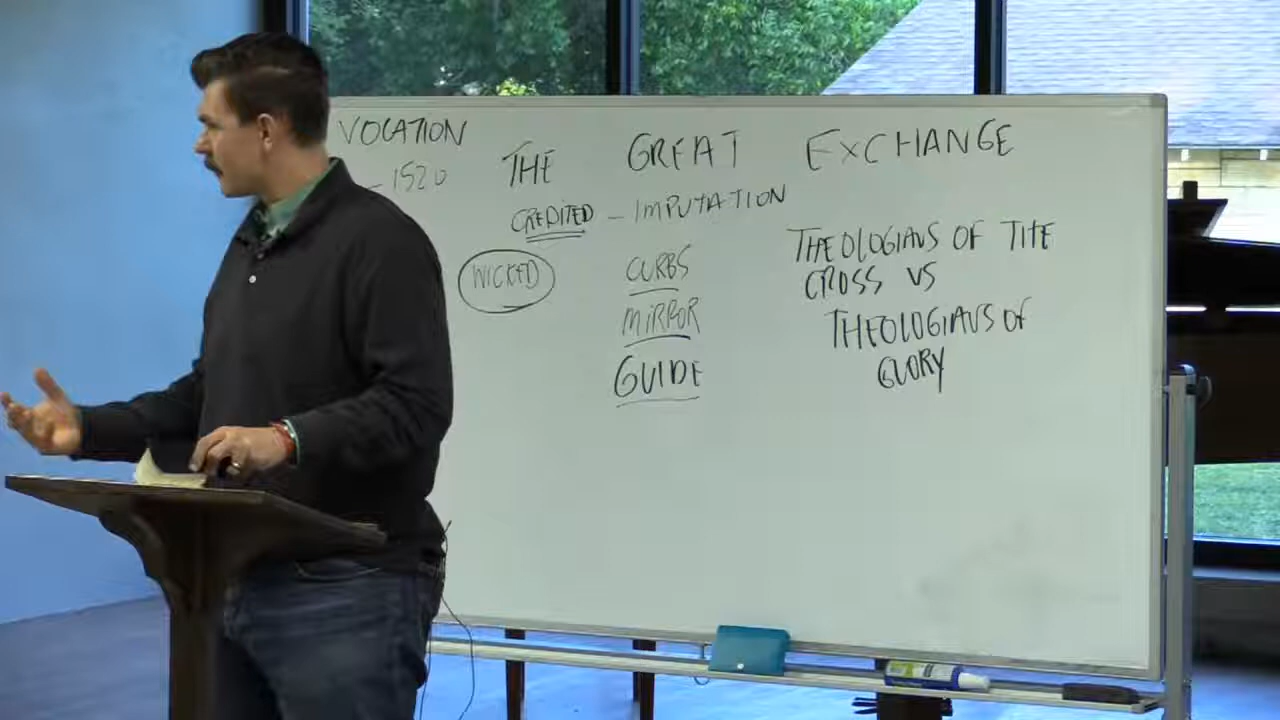 VOCATION
- 1520
THE GREAT EXCHANGE
CREDITED - IMPUTATION
WICKED
CURBS
MIRROR
GUIDE
THEOLOGIANS OF THE
CROSS VS
THEOLOGIANS OF
GLORY